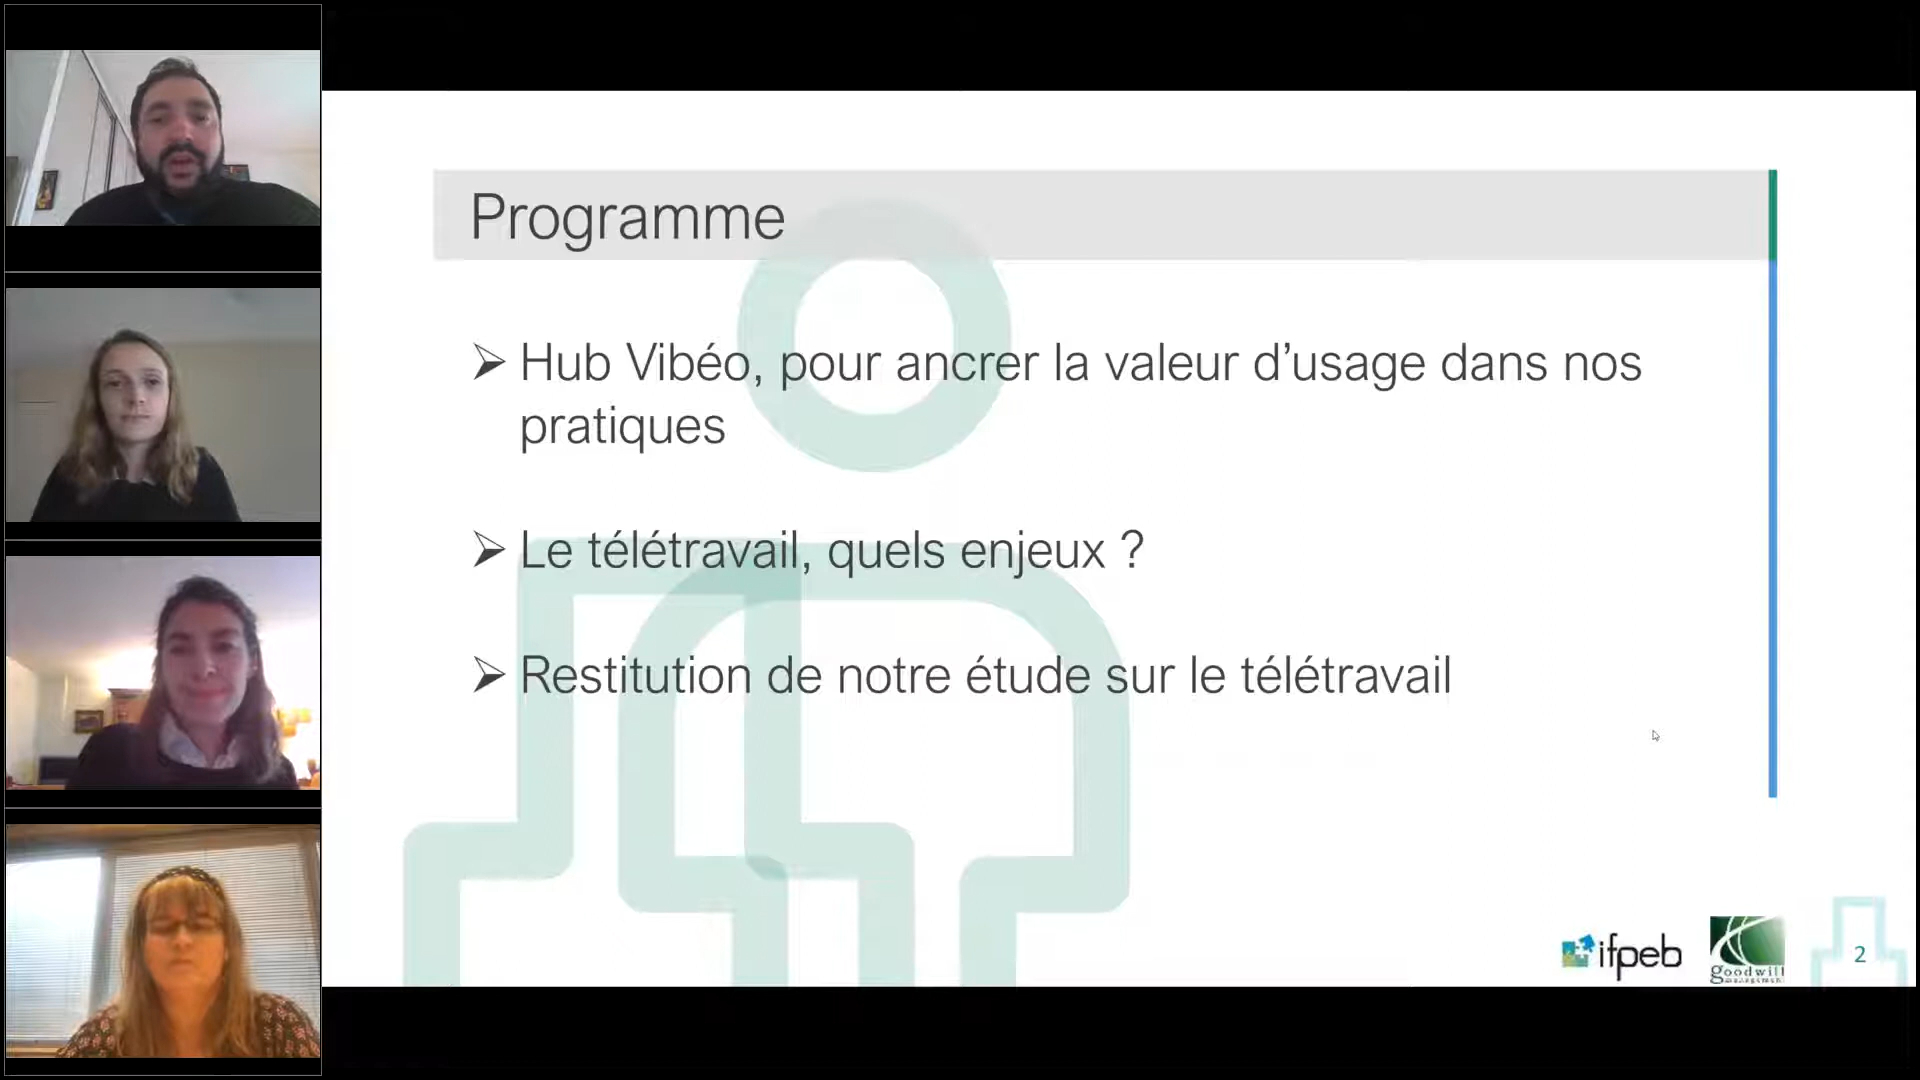 Programme
➢ Hub Vibéo, pour ancrer la valeur d’usage dans nos
pratiques
➢ Le télétravail, quels enjeux ?
➢ Restitution de notre étude sur le télétravail
ifpeb
goodwill
management
2